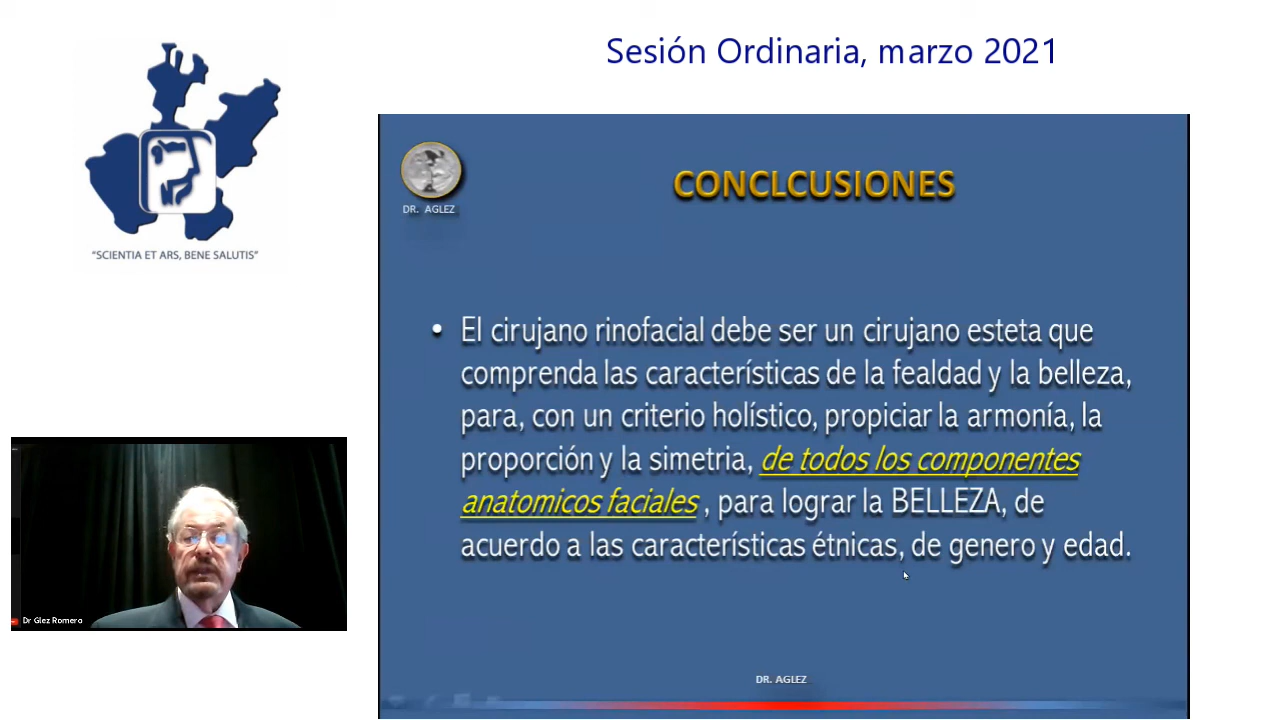 Sesión Ordinaria, marzo 2021
"SCIENTIA ET ARS, BENE SALUTIS"
DR. AGLEZ
CONCLCUSIONES
• El cirujano rinofacial debe ser un cirujano esteta que
comprenda las características de la fealdad y la belleza,
para, con un criterio holístico, propiciar la armonía, la
proporción y la simetria, de todos los componentes
anatomicos faciales , para lograr la BELLEZA, de
acuerdo a las características étnicas, de genero y edad.
DR. AGLEZ
Dr Glez Romero